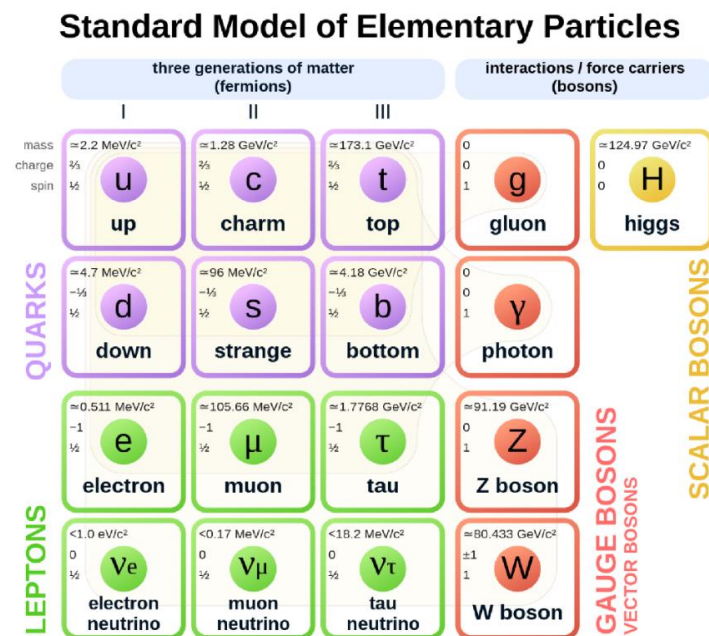 Standard Model of Elementary Particles
three generations of matter
(fermions)
interactions / force carriers
(bosons)
I
II
III
mass
charge
spin
≃2.2 MeV/c²
⅔
½
u
up
≃1.28 GeV/c²
⅔
½
c
charm
≃173.1 GeV/c²
⅔
½
t
top
0
0
1
g
gluon
≃124.97 GeV/c²
0
0
H
higgs
QUARKS
≃4.7 MeV/c²
−⅓
½
d
down
≃96 MeV/c²
−⅓
½
s
strange
≃4.18 GeV/c²
−⅓
½
b
bottom
0
0
1
γ
photon
SCALAR BOSONS
LEPTONS
≃0.511 MeV/c²
−1
½
e
electron
≃105.66 MeV/c²
−1
½
μ
muon
≃1.7768 GeV/c²
−1
½
τ
tau
≃91.19 GeV/c²
0
1
Z
Z boson
<1.0 eV/c²
0
½
νe
electron
neutrino
<0.17 MeV/c²
0
½
νμ
muon
neutrino
<18.2 MeV/c²
0
½
ντ
tau
neutrino
≃80.433 GeV/c²
±1
1
W
W boson
GAUGE BOSONS
VECTOR BOSONS